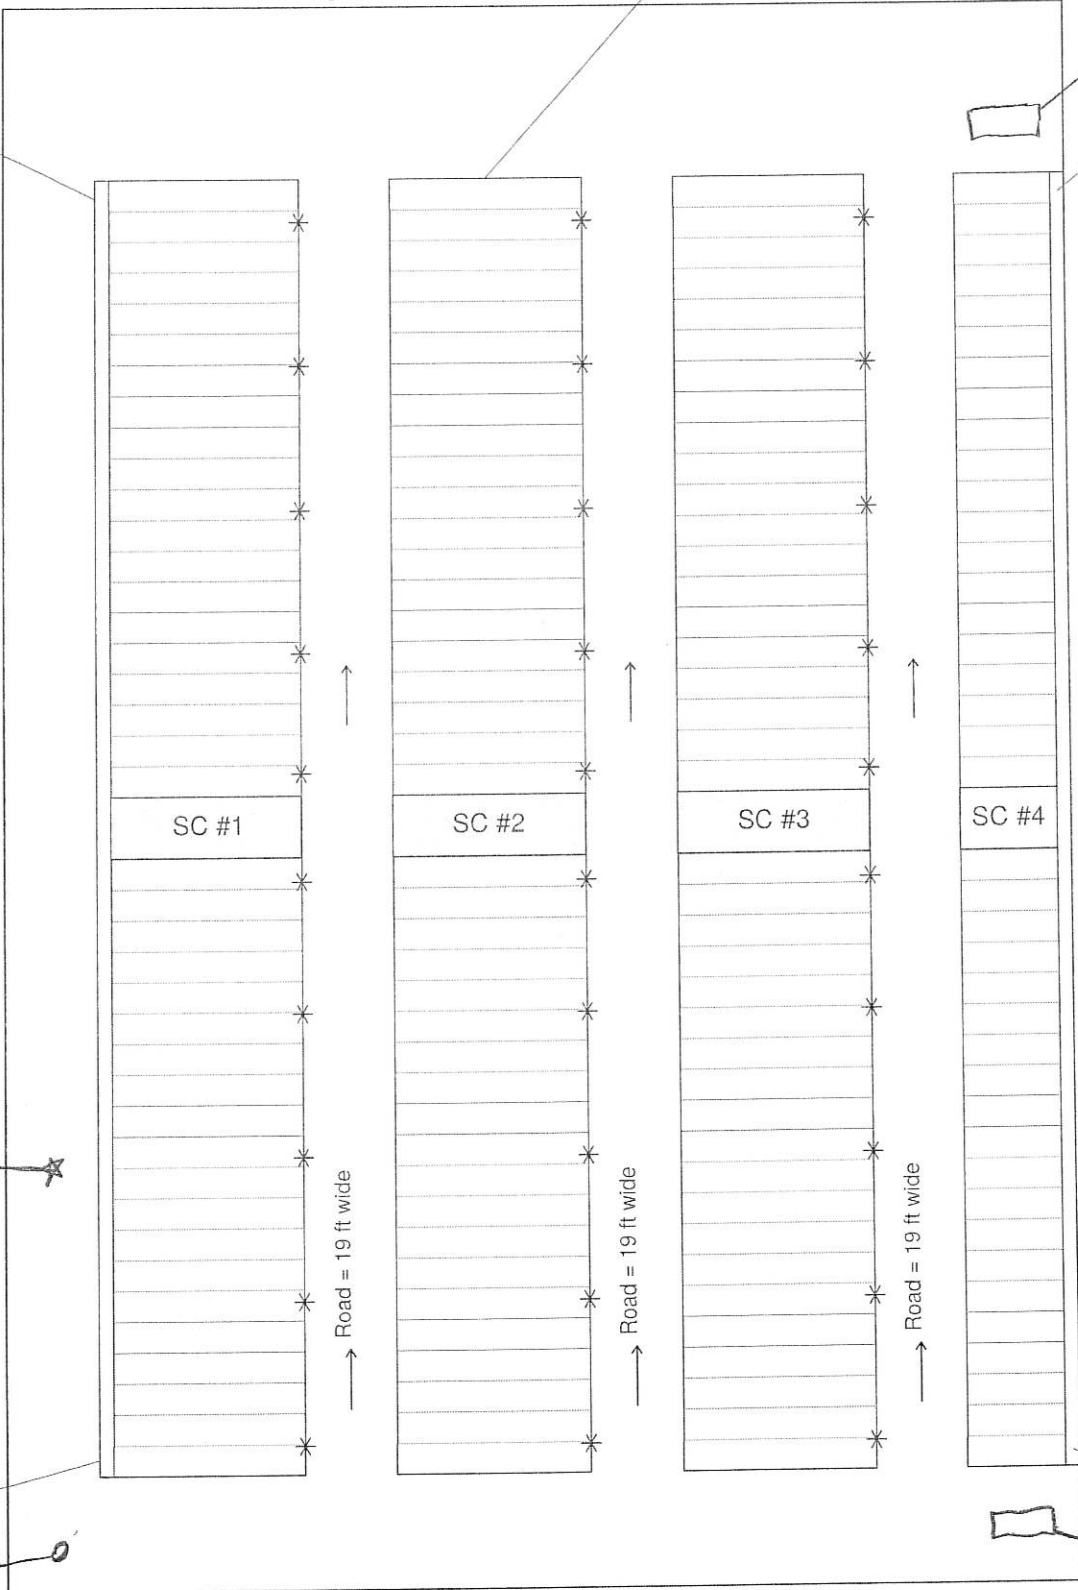 SC #1
SC #2
SC #3
SC #4
Road = 19 ft wide
Road = 19 ft wide
Road = 19 ft wide